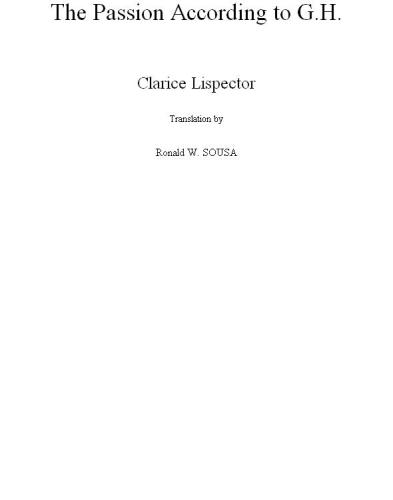 The Passion According to G.H.
Clarice Lispector
Translation by
Ronald W. SOUSA